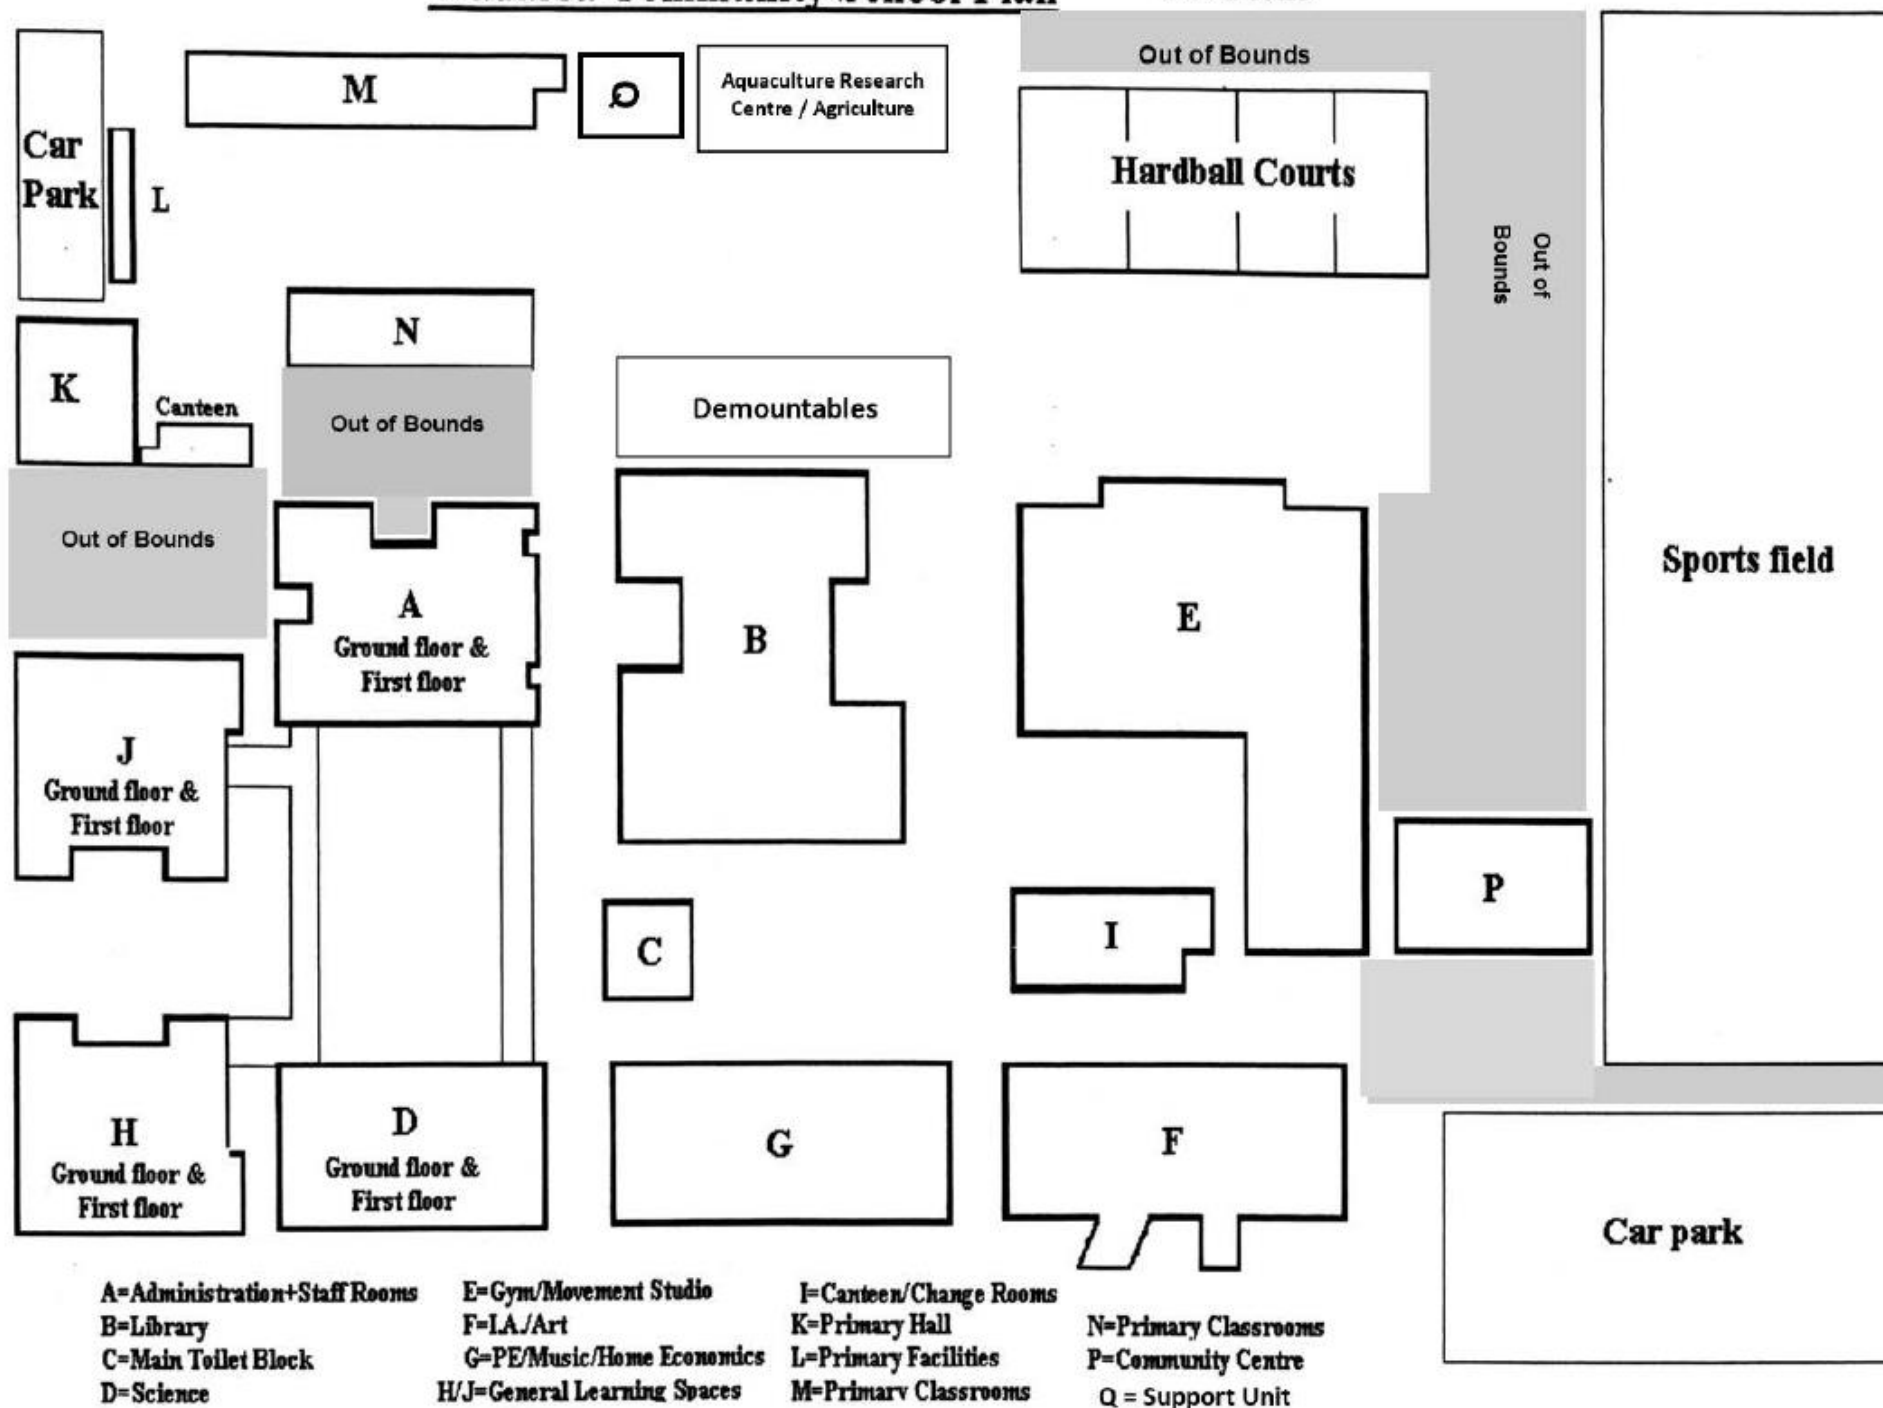 Community School Plan
Out of Bounds
M
Q
Aquaculture Research
Centre / Agriculture
Car
Park
L
Hardball Courts
Out of
Bounds
N
K
Canteen
Out of Bounds
Demountables
Out of Bounds
A
Ground floor &
First floor
B
E
Sports field
J
Ground floor &
First floor
C
I
P
H
Ground floor &
First floor
D
Ground floor &
First floor
G
F
Car park
A=Administration+Staff Rooms
B=Library
C=Main Toilet Block
D=Science
E=Gym/Movement Studio
F=I.A./Art
G=PE/Music/Home Economics
H/J=General Learning Spaces
I=Canteen/Change Rooms
K=Primary Hall
L=Primary Facilities
M=Primary Classrooms
N=Primary Classrooms
P=Community Centre
Q = Support Unit